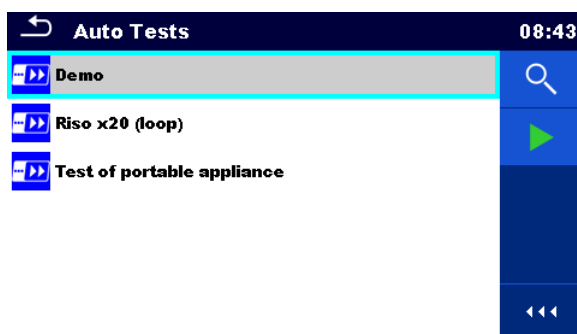 Auto Tests 08:43
Demo
Riso x20 (loop)
Test of portable appliance